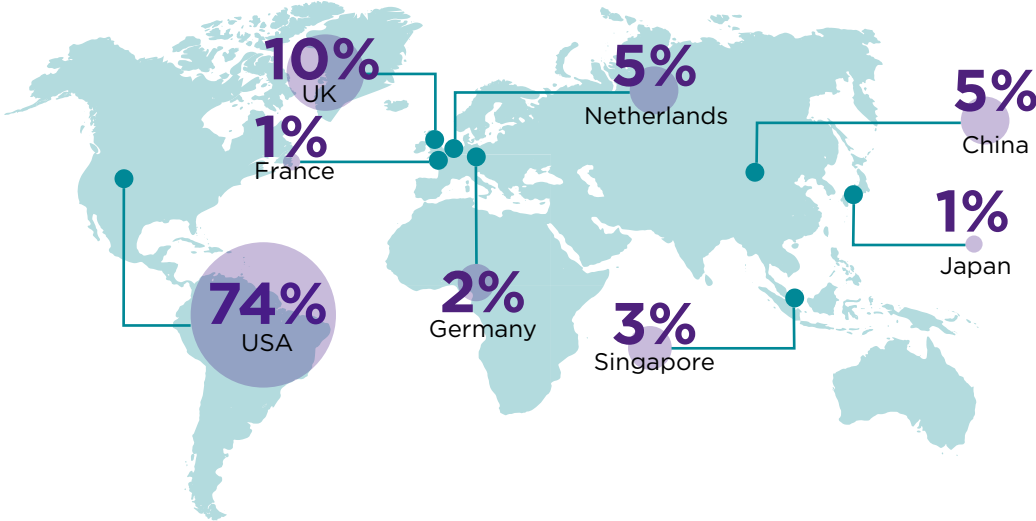 10%
UK
5%
Netherlands
5%
China
1%
France
1%
Japan
74%
USA
2%
Germany
3%
Singapore